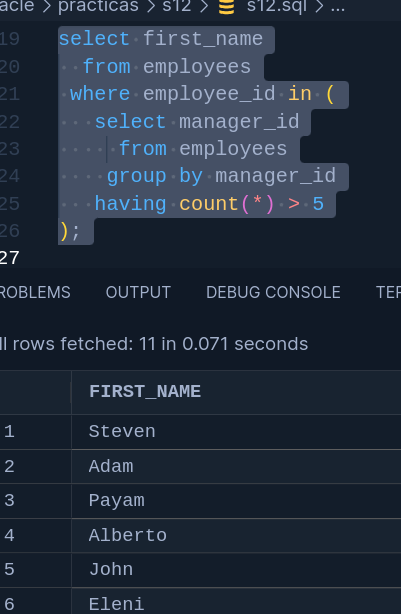 acle > practicas > s12 > s12.sql > ...
19 select first_name
20 from employees
21 where employee_id in (
22 select manager_id
23 from employees
24 group by manager_id
25 having count(*) > 5
26 );
27
ROBLEMS OUTPUT DEBUG CONSOLE TER
ll rows fetched: 11 in 0.071 seconds
FIRST_NAME
1 Steven
2 Adam
3 Payam
4 Alberto
5 John
6 Eleni